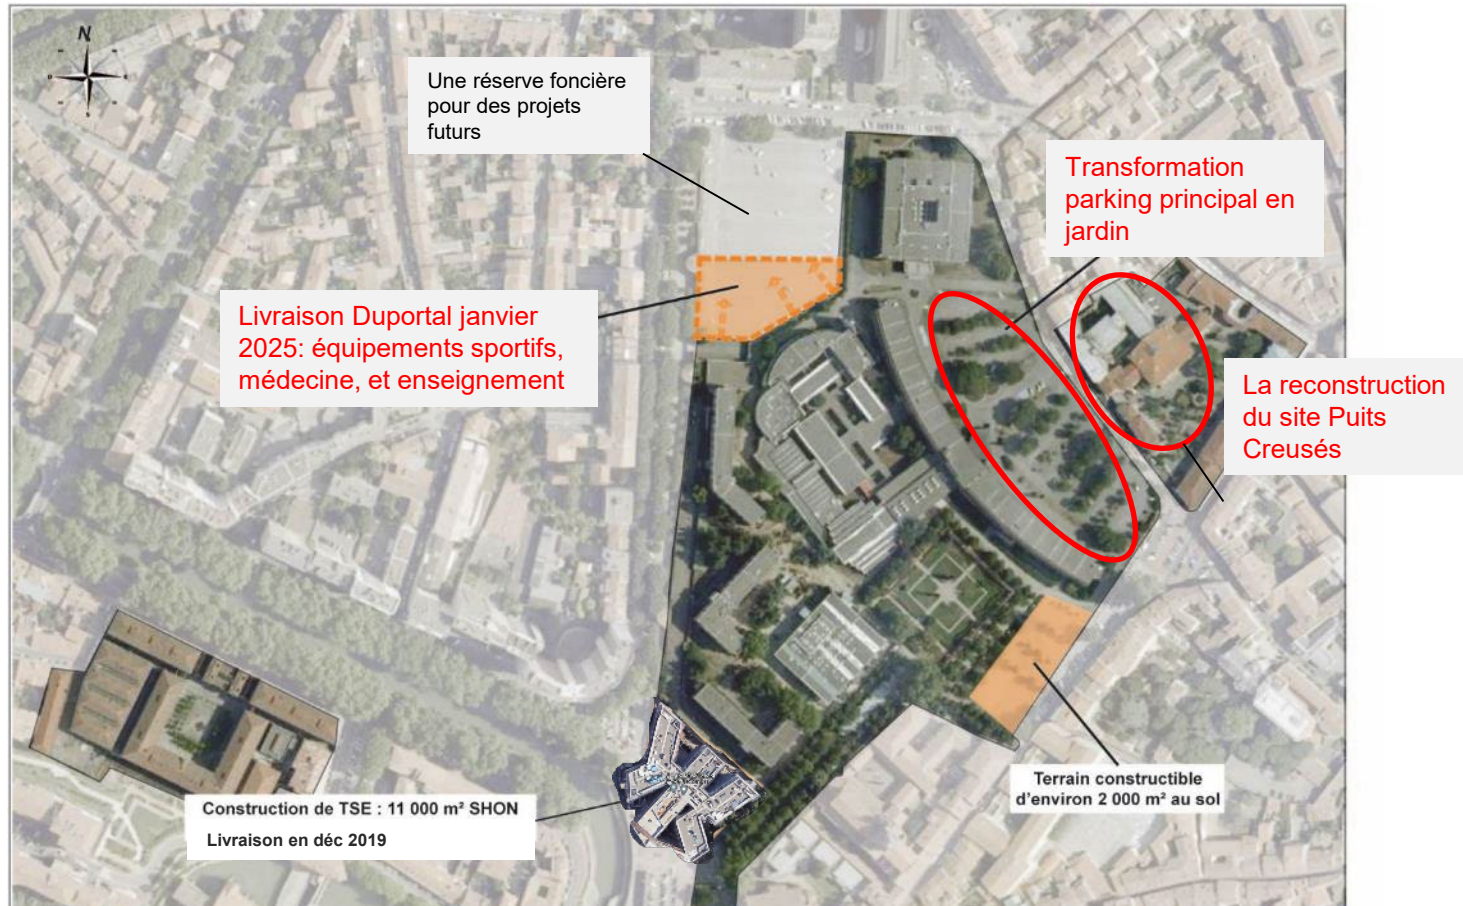 N
Une réserve foncière
pour des projets
futurs
Transformation
parking principal en
jardin
Livraison Duportal janvier
2025: équipements sportifs,
médecine, et enseignement
La reconstruction
du site Puits
Creusés
Terrain constructible
d'environ 2 000 m² au sol
Construction de TSE : 11 000 m² SHON
Livraison en déc 2019